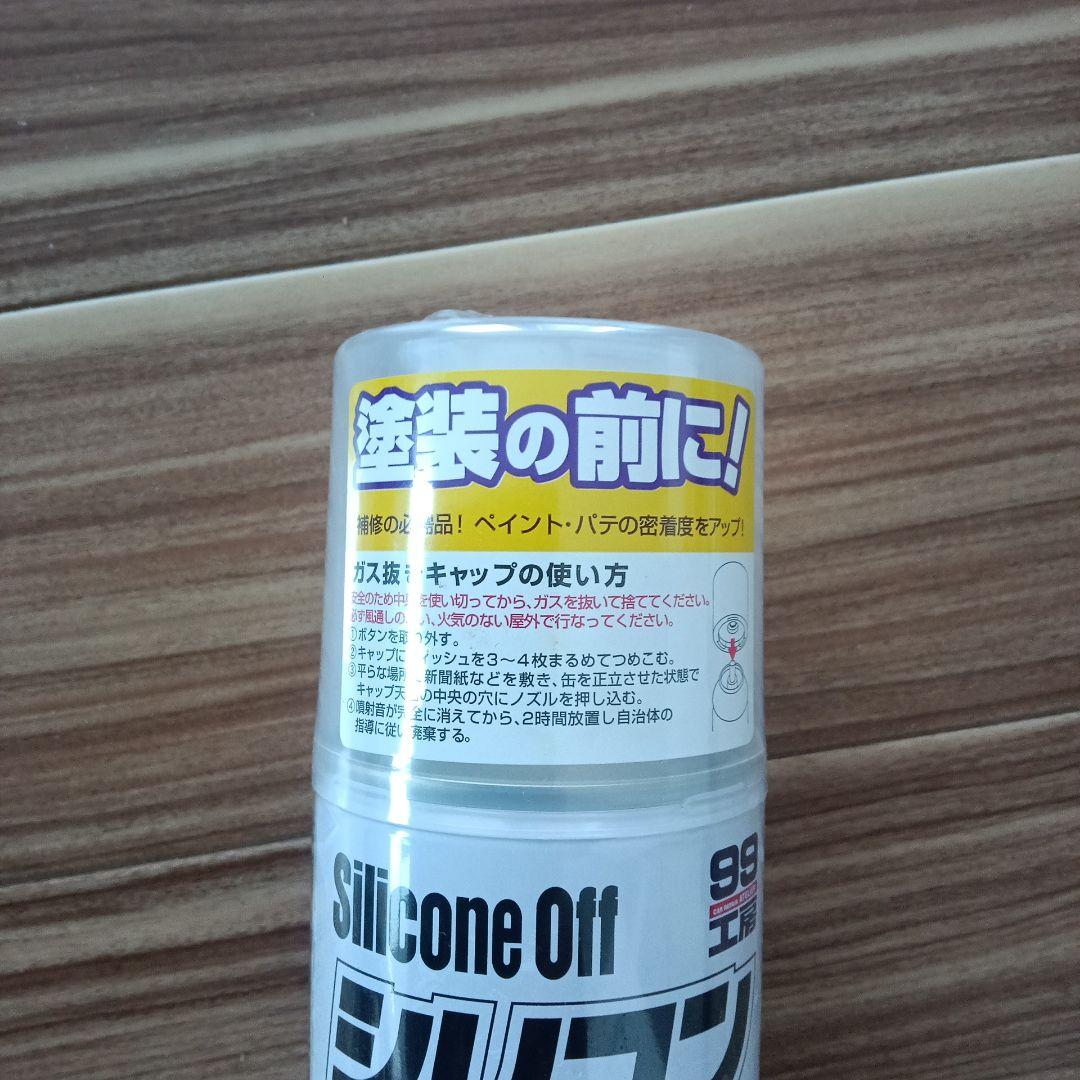 塗装の前に!
補修の必需品! ペイント・パテの密着度をアップ!
ガス抜きキャップの使い方
安全のため中身を使い切ってから、ガスを抜いて捨ててください。
必ず風通しの良い、火気のない屋外で行なってください。
①ボタンを取り外す。
②キャップにティッシュを3〜4枚まるめてつめこむ。
③平らな場所に新聞紙などを敷き、缶を正立させた状態で
キャップ天面の中央の穴にノズルを押し込む。
④噴射音が完全に消えてから、2時間放置し自治体の
指導に従い廃棄する。
Silicone Off
99
CAR REPAIR ATELIER
工房
シリコン